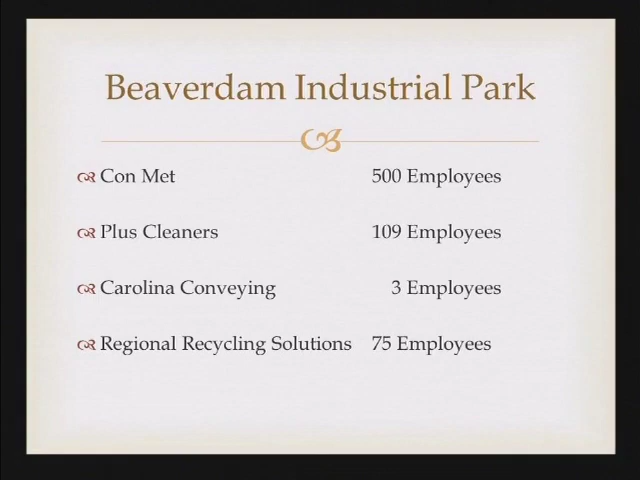 Beaverdam Industrial Park
Con Met 500 Employees
Plus Cleaners 109 Employees
Carolina Conveying 3 Employees
Regional Recycling Solutions 75 Employees